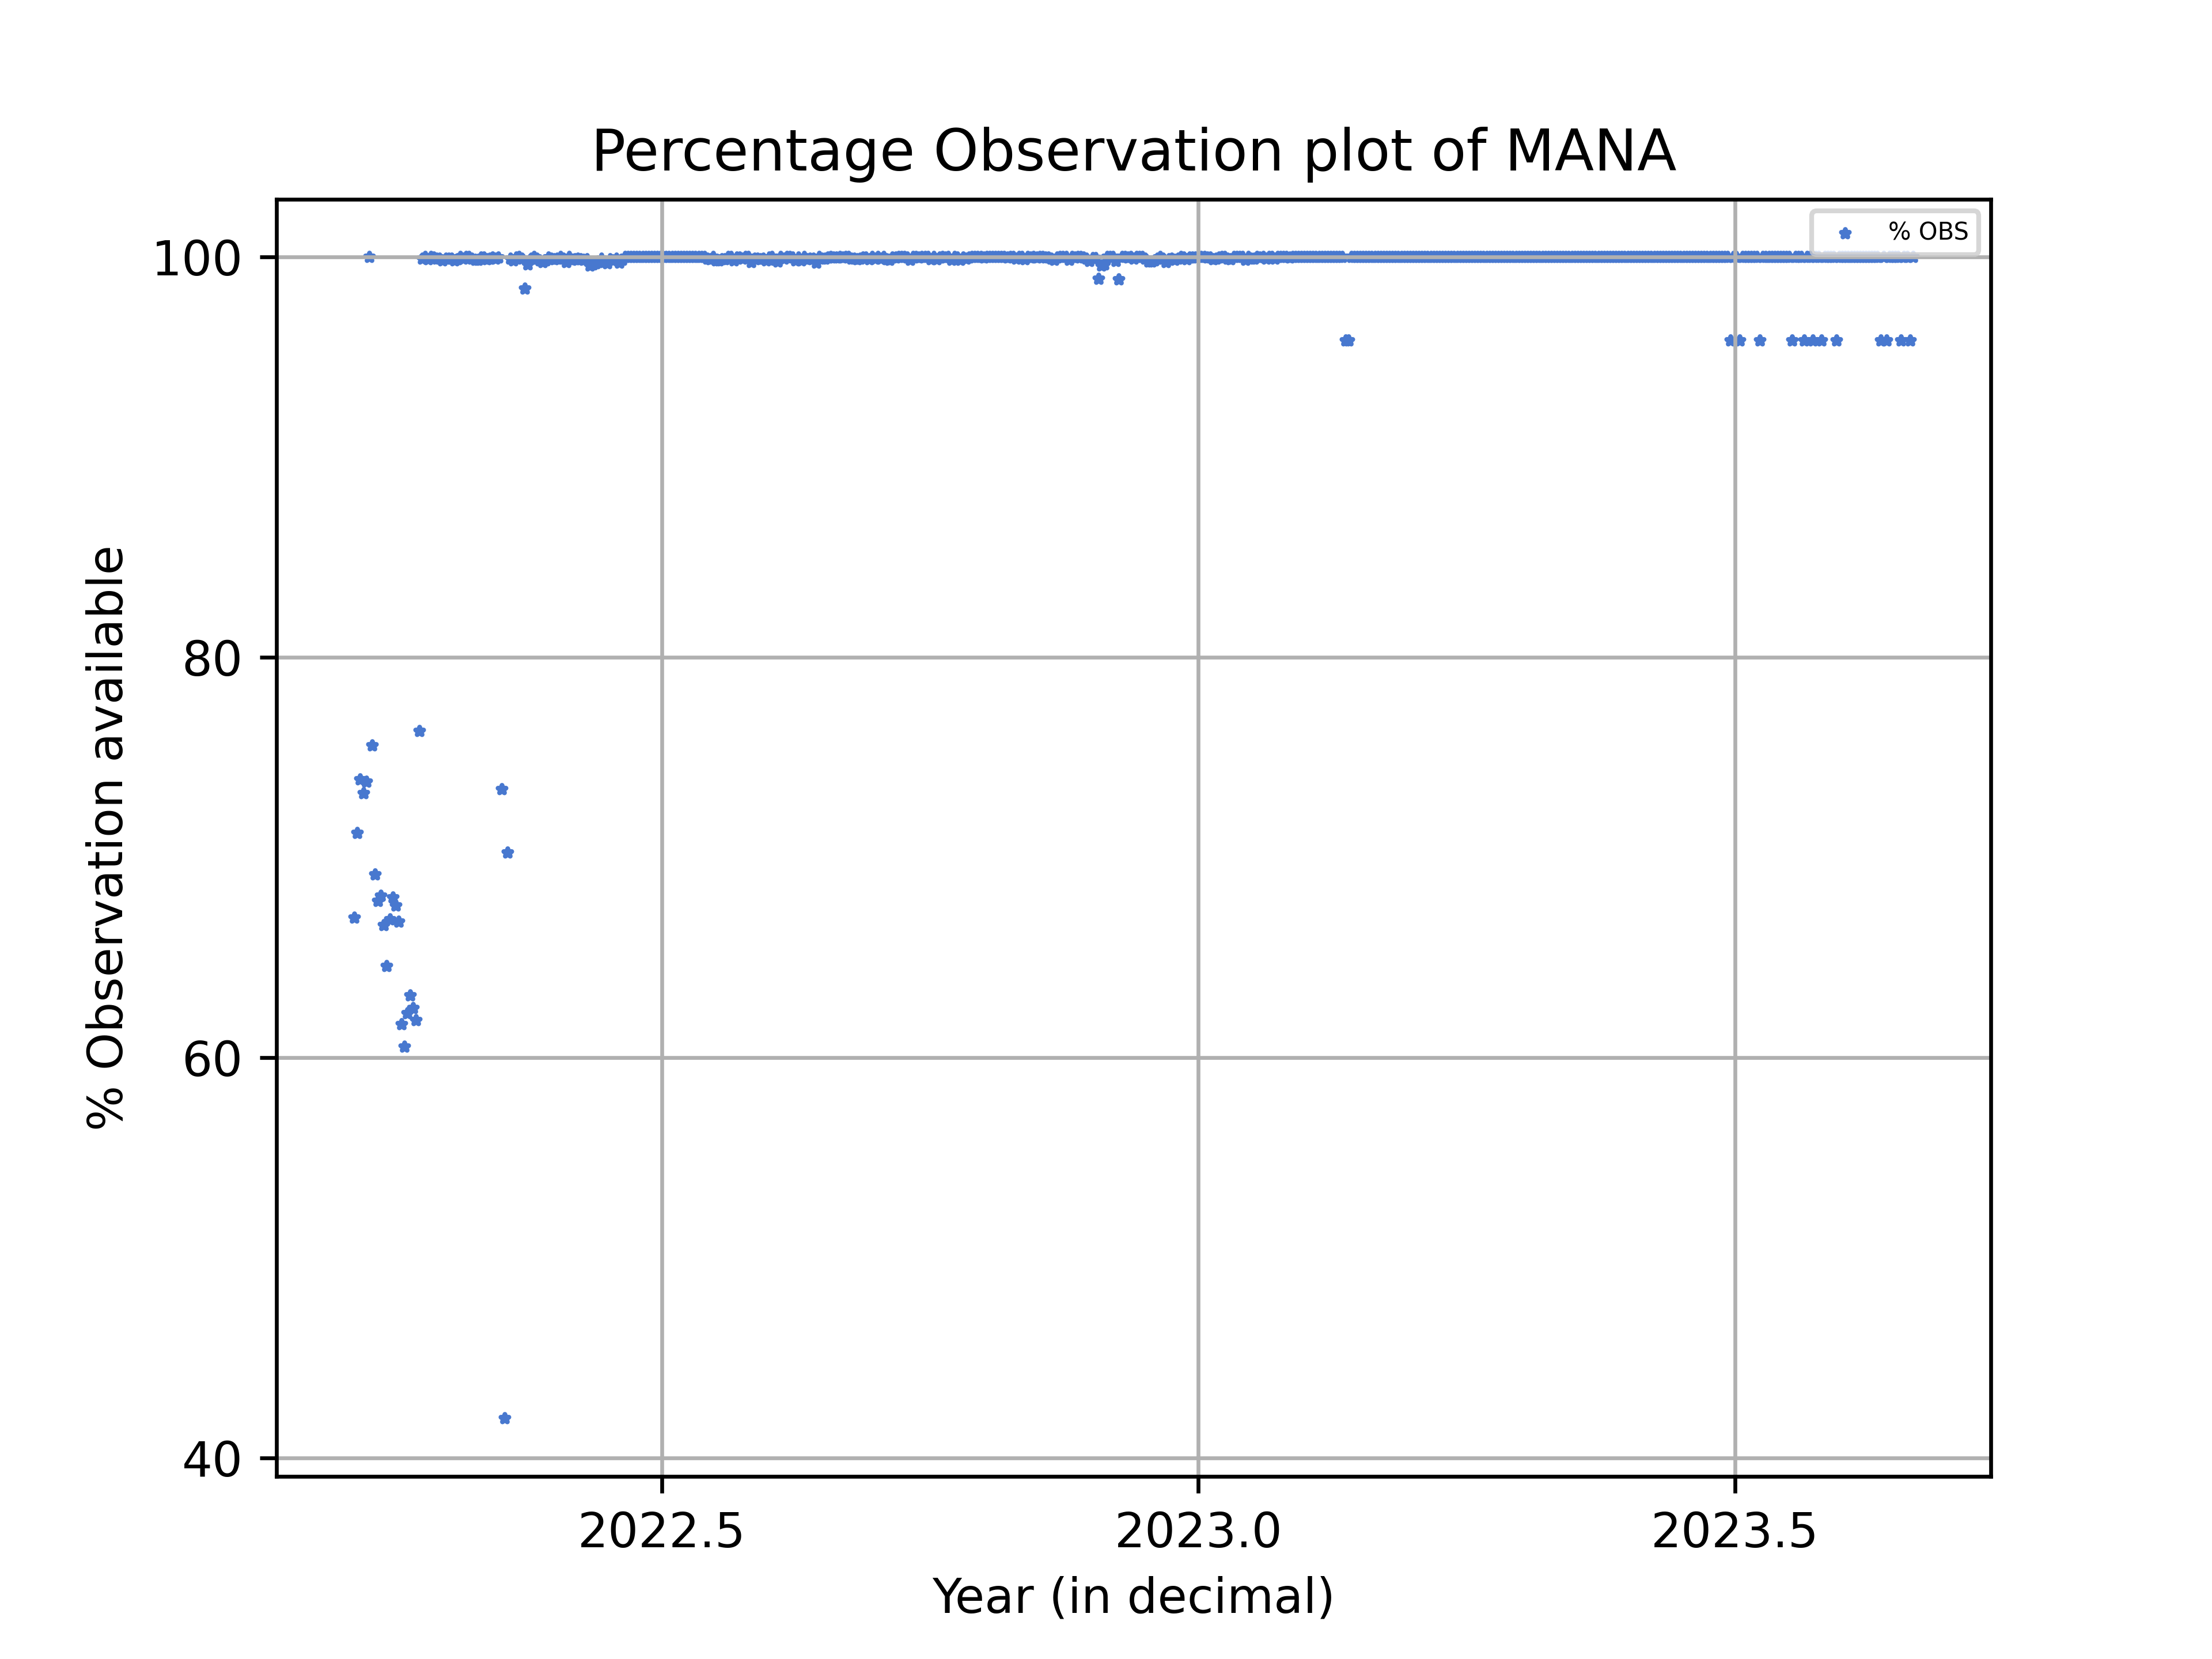 Percentage Observation plot of MANA
% OBS
100
80
60
40
% Observation available
2022.5 2023.0 2023.5
Year (in decimal)